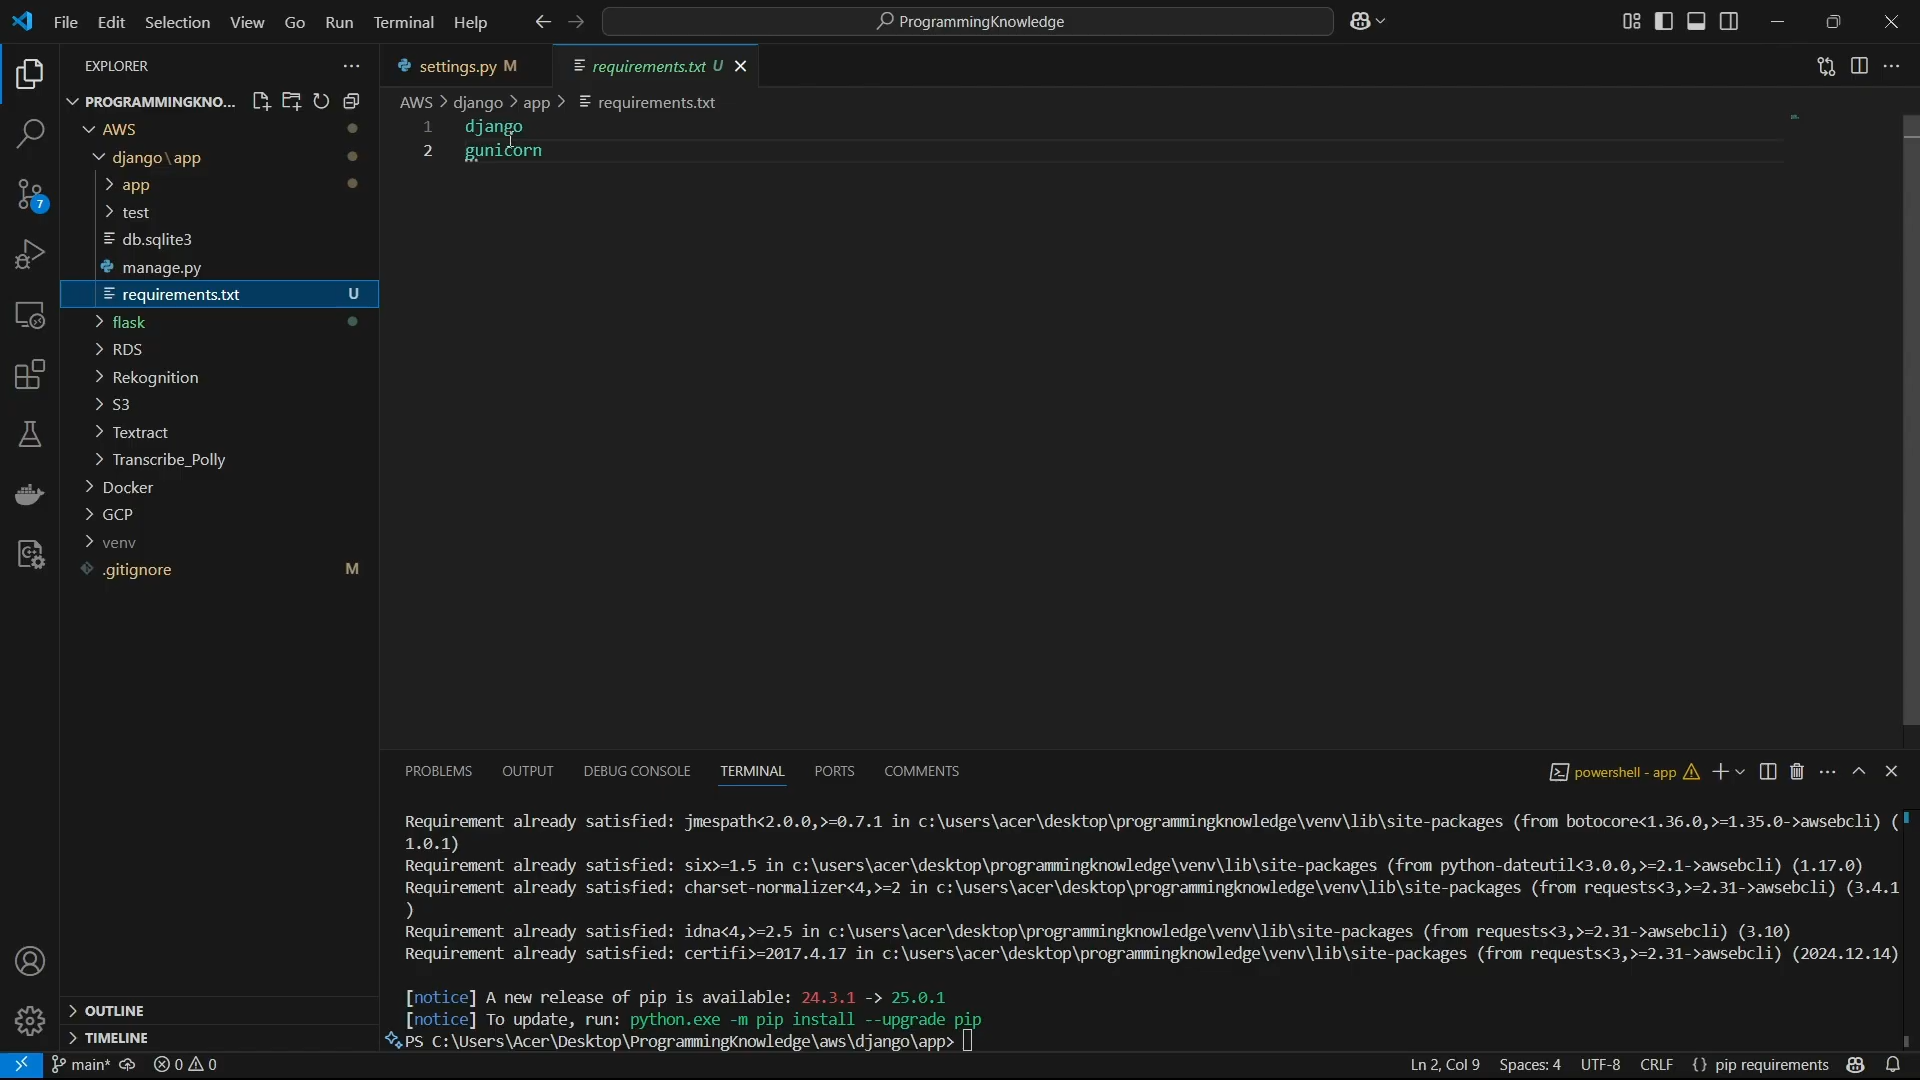 File Edit Selection View Go Run Terminal Help ProgrammingKnowledge
EXPLORER
settings.py M requirements.txt U
PROGRAMMINGKNO...
AWS > django > app > requirements.txt
AWS
django\app
app
test
db.sqlite3
manage.py
requirements.txt U
flask
RDS
Rekognition
S3
Textract
Transcribe_Polly
Docker
GCP
venv
.gitignore M
7
OUTLINE
TIMELINE
1 django
2 gunicorn
PROBLEMS OUTPUT DEBUG CONSOLE TERMINAL PORTS COMMENTS powershell - app
Requirement already satisfied: jmespath<2.0.0,>=0.7.1 in c:\users\acer\desktop\programmingknowledge\venv\lib\site-packages (from botocore<1.36.0,>=1.35.0->awsebcli) (
1.0.1)
Requirement already satisfied: six>=1.5 in c:\users\acer\desktop\programmingknowledge\venv\lib\site-packages (from python-dateutil<3.0.0,>=2.1->awsebcli) (1.17.0)
Requirement already satisfied: charset-normalizer<4,>=2 in c:\users\acer\desktop\programmingknowledge\venv\lib\site-packages (from requests<3,>=2.31->awsebcli) (3.4.1
)
Requirement already satisfied: idna<4,>=2.5 in c:\users\acer\desktop\programmingknowledge\venv\lib\site-packages (from requests<3,>=2.31->awsebcli) (3.10)
Requirement already satisfied: certifi>=2017.4.17 in c:\users\acer\desktop\programmingknowledge\venv\lib\site-packages (from requests<3,>=2.31->awsebcli) (2024.12.14)
[notice] A new release of pip is available: 24.3.1 -> 25.0.1
[notice] To update, run: python.exe -m pip install --upgrade pip
PS C:\Users\Acer\Desktop\ProgrammingKnowledge\aws\django\app>
main* 0 0 Ln 2, Col 9 Spaces: 4 UTF-8 CRLF {} pip requirements